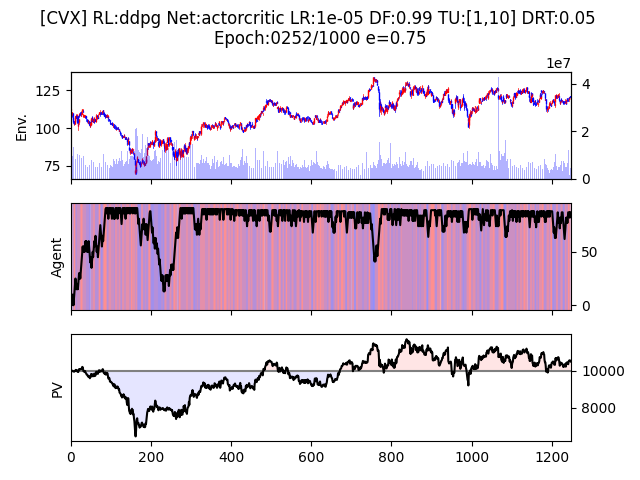 [CVX] RL:ddpg Net:actorcritic LR:1e-05 DF:0.99 TU:[1,10] DRT:0.05
Epoch:0252/1000 e=0.75
1e7
125
100
75
Env.
4
2
0
Agent
50
0
PV
10000
8000
0 200 400 600 800 1000 1200